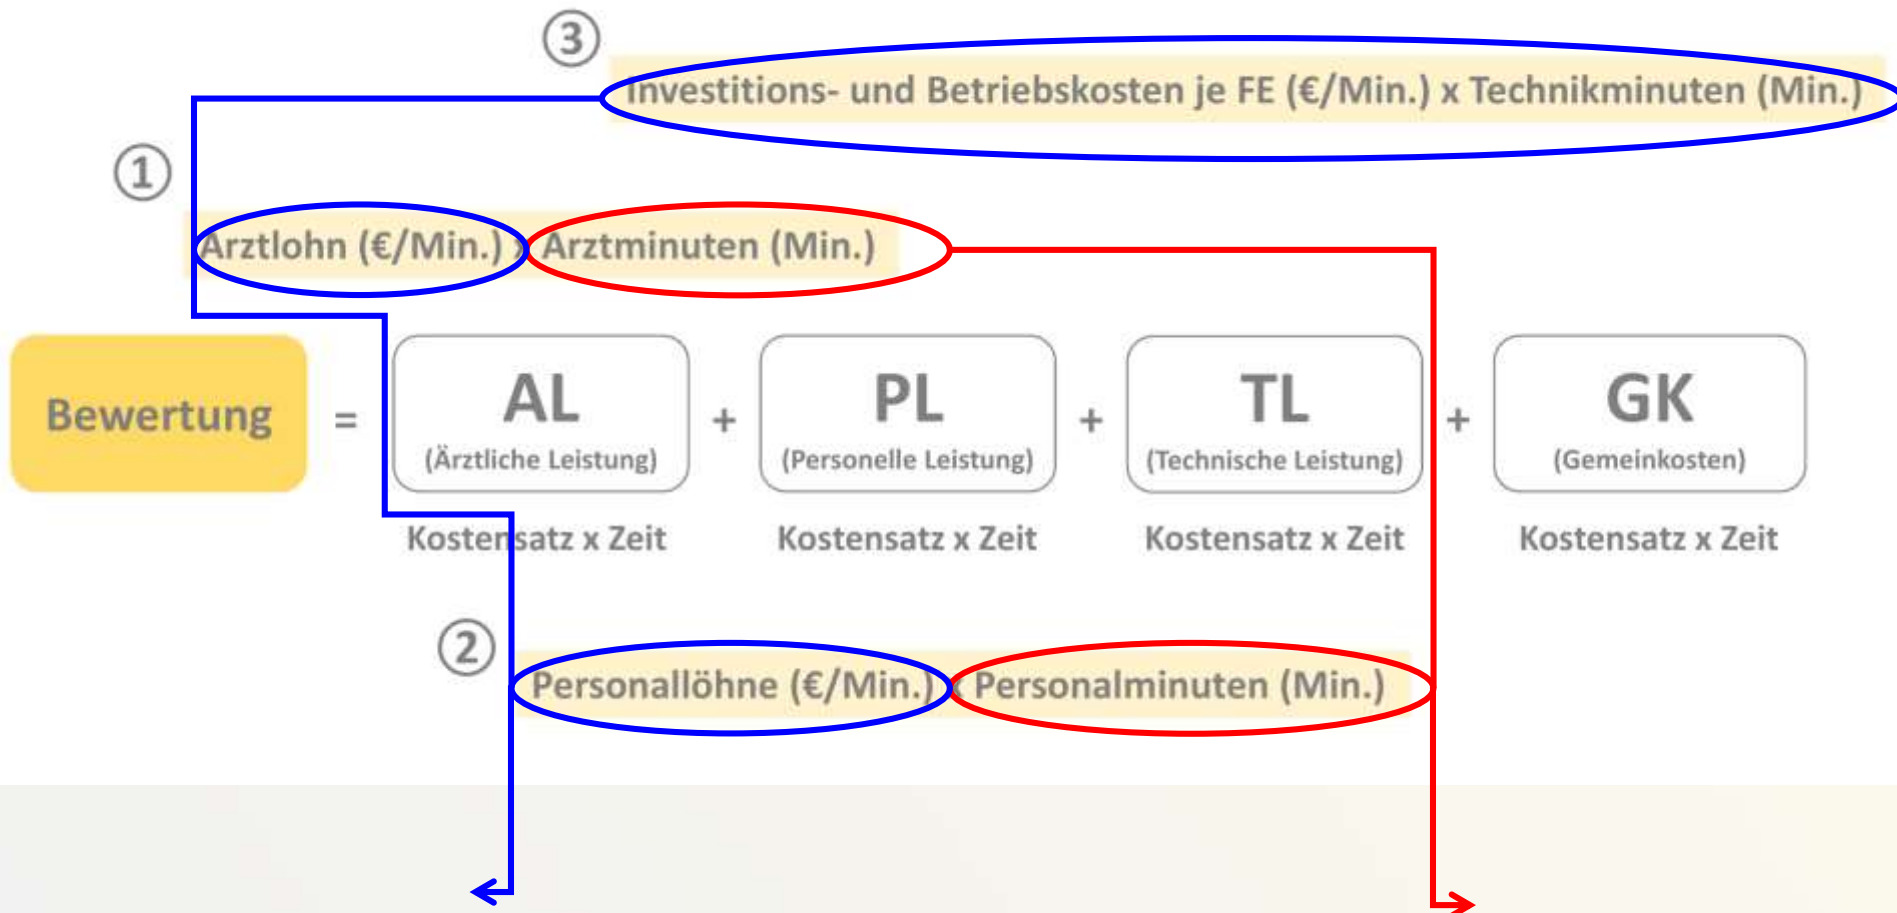 ③
Investitions- und Betriebskosten je FE (€/Min.) x Technikminuten (Min.)
①
Arztlohn (€/Min.) x Arztminuten (Min.)
Bewertung = AL + PL + TL + GK
(Ärztliche Leistung) (Personelle Leistung) (Technische Leistung) (Gemeinkosten)
Kostensatz x Zeit Kostensatz x Zeit Kostensatz x Zeit Kostensatz x Zeit
②
Personallöhne (€/Min.) x Personalminuten (Min.)